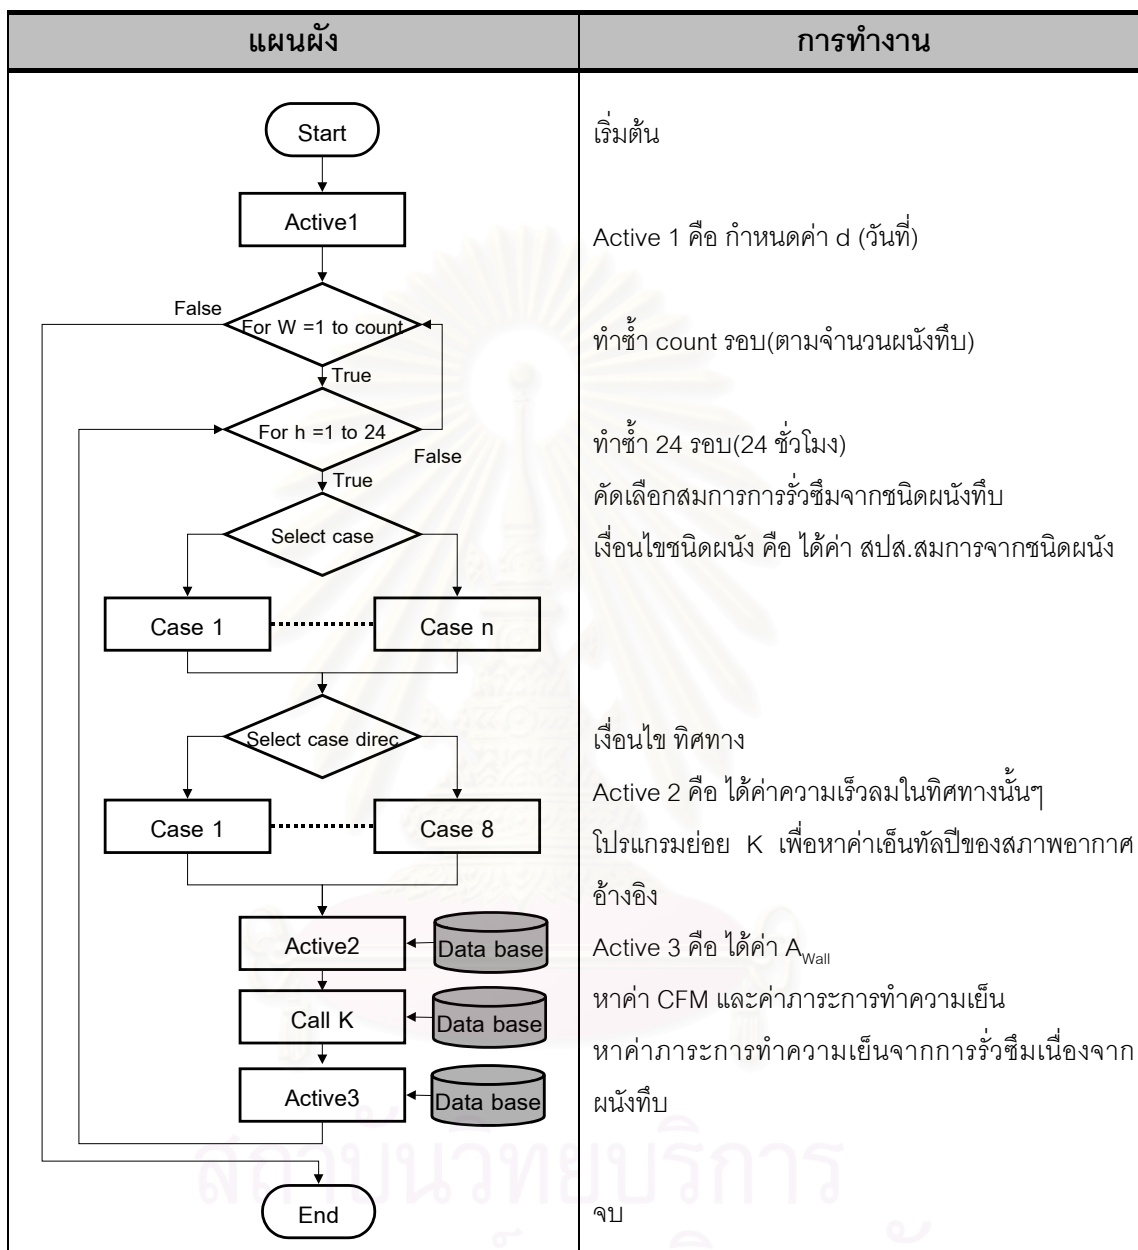 แผนผัง
การทำงาน
Start
เริ่มต้น
Active1
Active 1 คือ กำหนดค่า d (วันที่)
False
For W =1 to count
ทำซ้ำ count รอบ(ตามจำนวนผนังทึบ)
True
For h =1 to 24
ทำซ้ำ 24 รอบ(24 ชั่วโมง)
False
True
คัดเลือกสมการการรั่วซึมจากชนิดผนังทึบ
Select case
เงื่อนไขชนิดผนัง คือ ได้ค่า สปส.สมการจากชนิดผนัง
Case 1
Case n
Select case direc
เงื่อนไข ทิศทาง
Active 2 คือ ได้ค่าความเร็วลมในทิศทางนั้นๆ
Case 1
Case 8
โปรแกรมย่อย K เพื่อหาค่าเอ็นทัลปีของสภาพอากาศ
อ้างอิง
Active2
Data base
Active 3 คือ ได้ค่า AWall
หาค่า CFM และค่าภาระการทำความเย็น
Call K
Data base
หาค่าภาระการทำความเย็นจากการรั่วซึมเนื่องจาก
ผนังทึบ
Active3
Data base
สถาบันวิทยบริการ
End
จบ